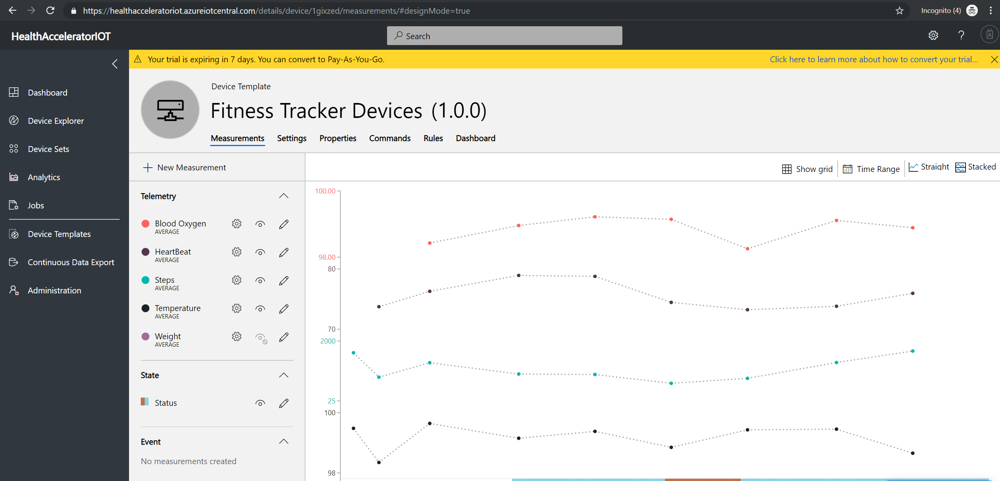 https://healthacceleratoriot.azureiotcentral.com/details/device/1gixzed/measurements/#designMode=true
Incognito (4)
HealthAcceleratorIOT
Search
?
Your trial is expiring in 7 days. You can convert to Pay-As-You-Go.
Click here to learn more about how to convert your trial...
Dashboard
Device Explorer
Device Sets
Analytics
Jobs
Device Templates
Continuous Data Export
Administration
Device Template
Fitness Tracker Devices (1.0.0)
Measurements Settings Properties Commands Rules Dashboard
New Measurement
Show grid
Time Range
Straight
Stacked
Telemetry
Blood Oxygen
AVERAGE
HeartBeat
AVERAGE
Steps
AVERAGE
Temperature
AVERAGE
Weight
AVERAGE
State
Status
Event
No measurements created
100.00
98.00
80
70
2000
25
100
98